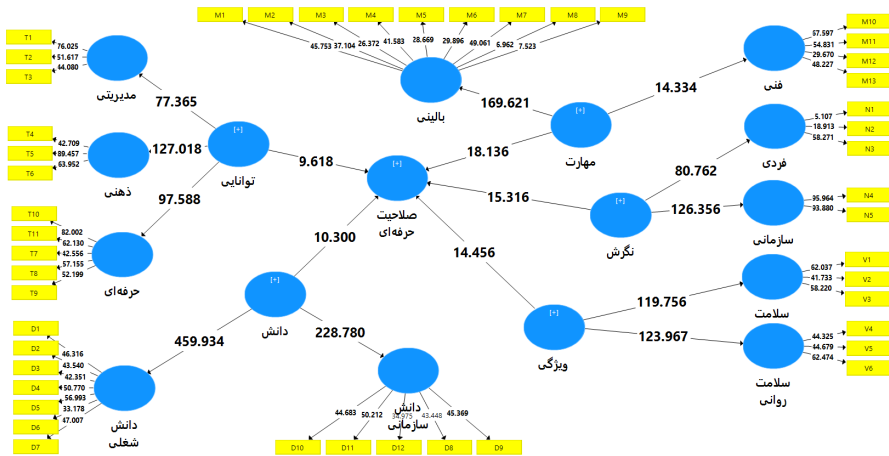 M1
M2
M3
M4
M5
M6
M7
M8
M9
45.753
37.104
26.372
41.583
28.669
29.896
49.061
6.962
7.523
بالینی
T1
T2
T3
76.025
51.617
44.080
مدیریتی
77.365
T4
T5
T6
42.709
89.457
63.952
ذهنی
127.018
[+]
توانایی
97.588
T10
T11
T7
T8
T9
82.002
62.130
42.556
57.155
52.199
حرفه‌ای
9.618
[+]
صلاحیت
حرفه‌ای
169.621
[+]
مهارت
18.136
14.334
فنی
57.597
54.831
29.670
48.227
M10
M11
M12
M13
فردی
5.107
18.913
58.271
N1
N2
N3
80.762
15.316
[+]
نگرش
126.356
سازمانی
95.964
93.880
N4
N5
10.300
[+]
دانش
14.456
[+]
ویژگی
119.756
سلامت
62.037
41.733
58.220
V1
V2
V3
123.967
سلامت
روانی
44.325
44.679
62.474
V4
V5
V6
459.934
228.780
D1
D2
D3
D4
D5
D6
D7
46.316
43.540
42.351
50.770
56.993
33.178
47.007
دانش
شغلی
دانش
سازمانی
44.683
50.212
34.975
43.448
45.369
D10
D11
D12
D8
D9